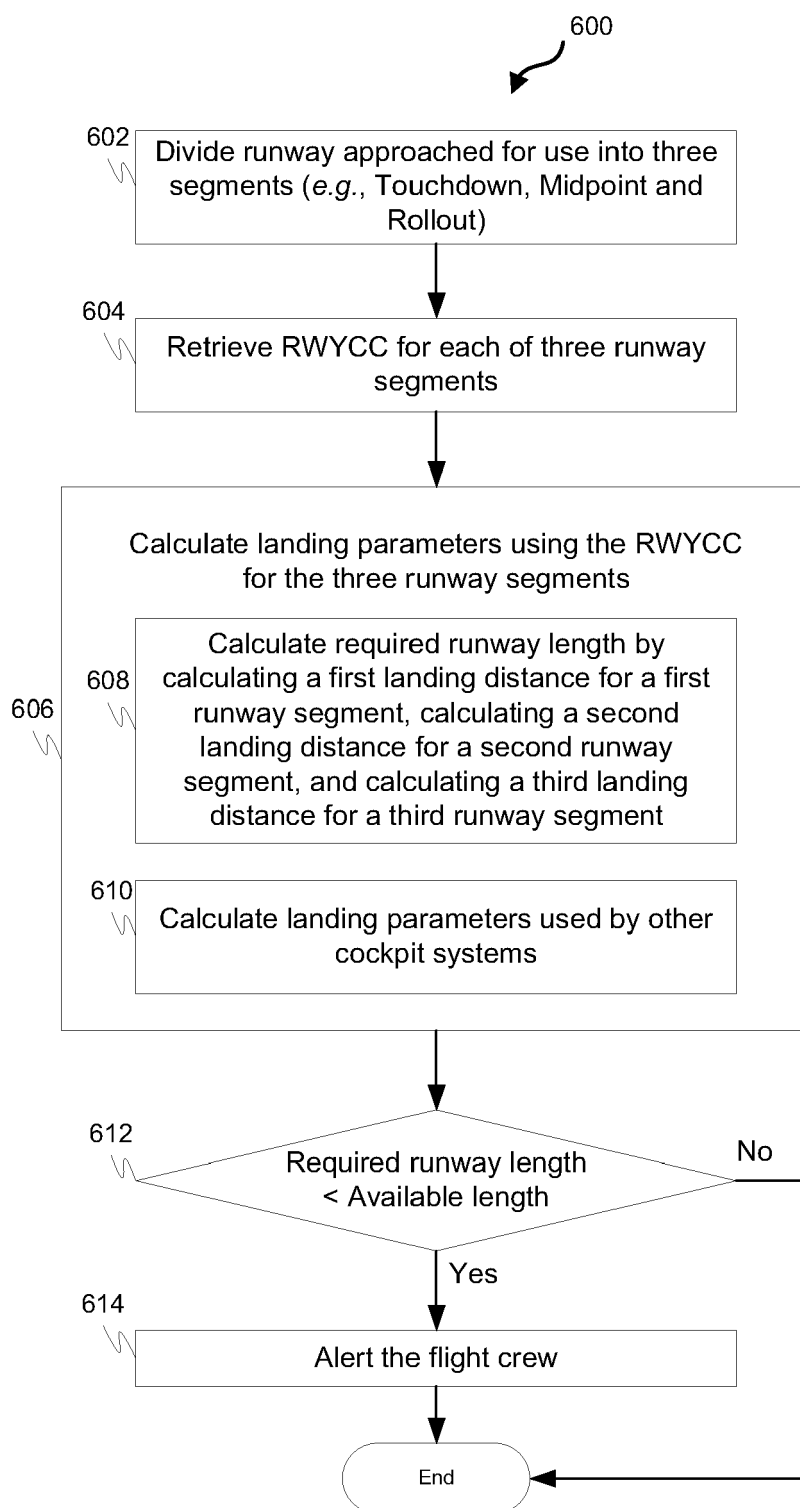 600
602
Divide runway approached for use into three
segments (e.g., Touchdown, Midpoint and
Rollout)
604
Retrieve RWYCC for each of three runway
segments
606
Calculate landing parameters using the RWYCC
for the three runway segments
608
Calculate required runway length by
calculating a first landing distance for a first
runway segment, calculating a second
landing distance for a second runway
segment, and calculating a third landing
distance for a third runway segment
610
Calculate landing parameters used by other
cockpit systems
612
Required runway length
< Available length
No
Yes
614
Alert the flight crew
End